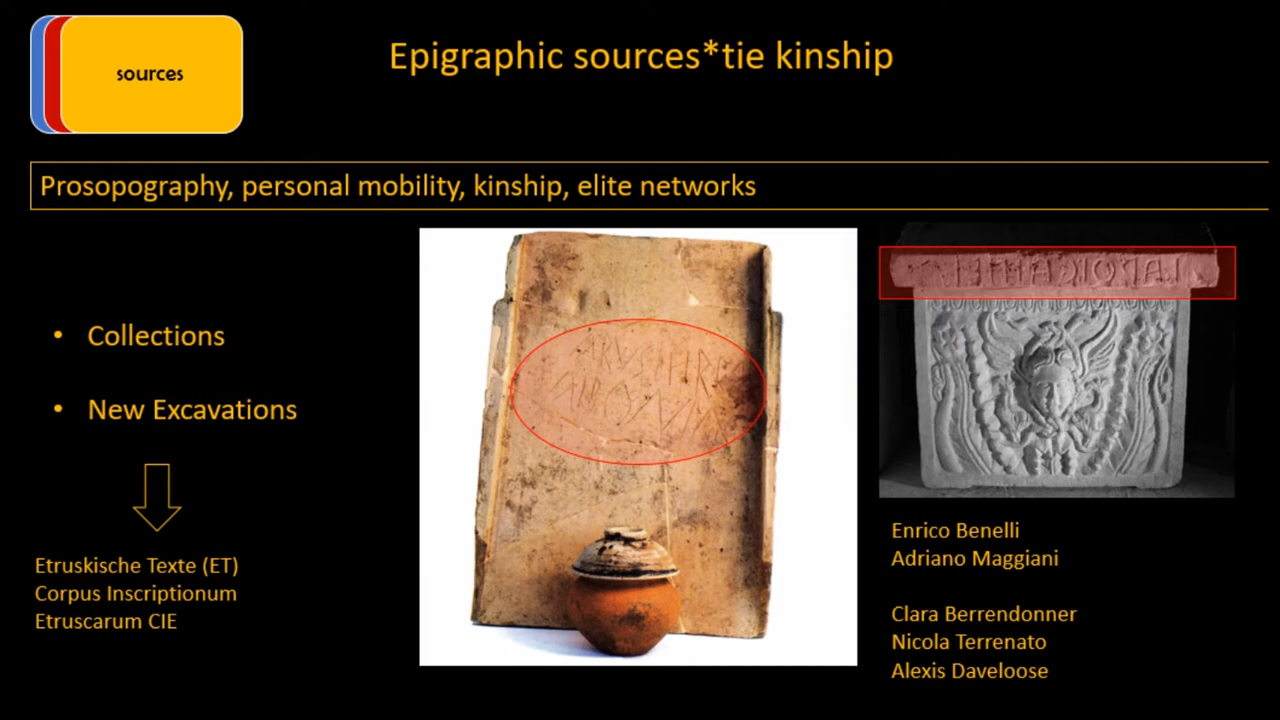 sources
Epigraphic sources*tie kinship
Prosopography, personal mobility, kinship, elite networks
• Collections
• New Excavations
Etruskische Texte (ET)
Corpus Inscriptionum
Etruscarum CIE
Enrico Benelli
Adriano Maggiani
Clara Berrendonner
Nicola Terrenato
Alexis Daveloose